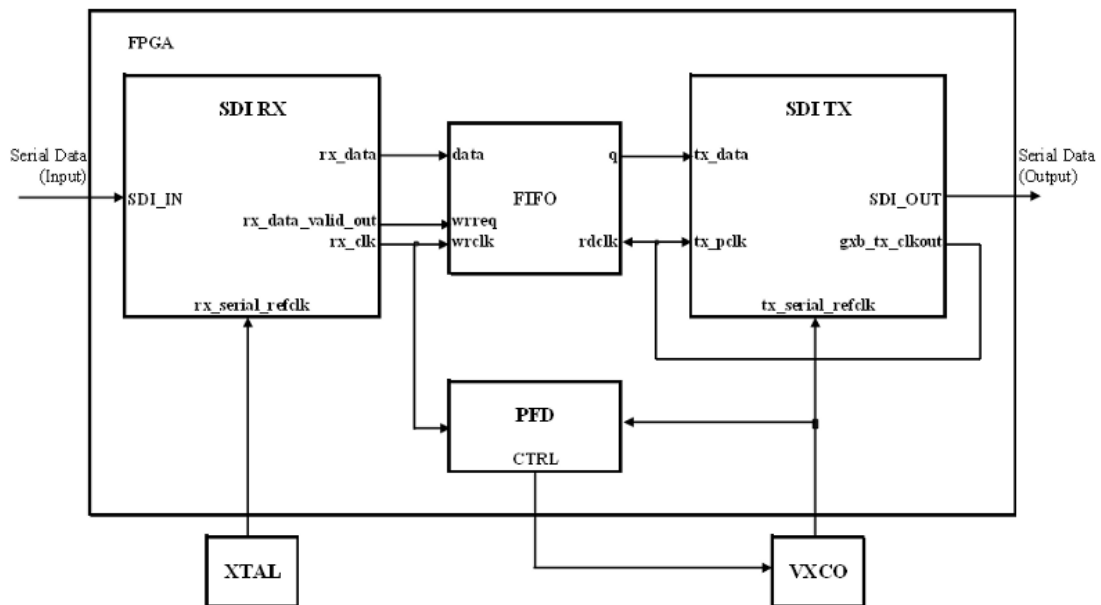 FPGA
SDI RX
SDI TX
Serial Data
(Input)
rx_data
data
q
tx_data
Serial Data
(Output)
SDI_IN
FIFO
SDI_OUT
rx_data_valid_out
wrreq
rx_clk
wrclk
rdclk
tx_pclk
gxb_tx_clkout
rx_serial_refclk
tx_serial_refclk
PFD
CTRL
XTAL
VXCO